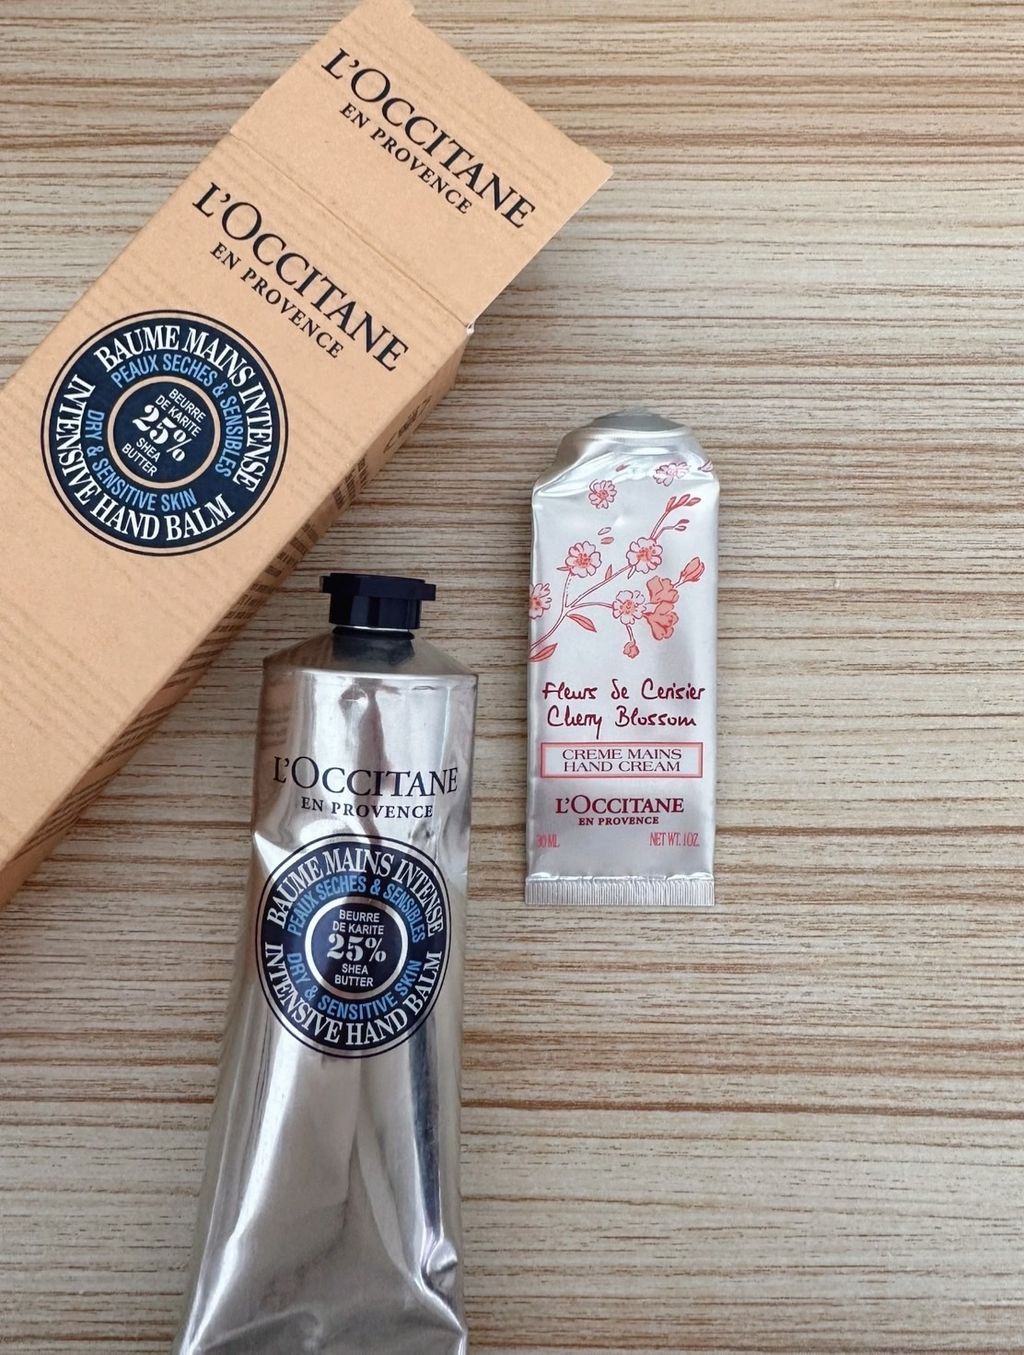 L'OCCITANE
EN PROVENCE
L'OCCITANE
EN PROVENCE
BAUME MAINS INTENSE
PEAUX SECHES & SENSIBLES
BEURRE
DE KARITE
25%
SHEA
BUTTER
DRY & SENSITIVE SKIN
INTENSIVE HAND BALM
Fleurs de Cerisier
Cherry Blossom
CREME MAINS
HAND CREAM
L'OCCITANE
EN PROVENCE
30 ML NET WT. 1 OZ.
L'OCCITANE
EN PROVENCE
BAUME MAINS INTENSE
PEAUX SECHES & SENSIBLES
BEURRE
DE KARITE
25%
SHEA
BUTTER
DRY & SENSITIVE SKIN
INTENSIVE HAND BALM